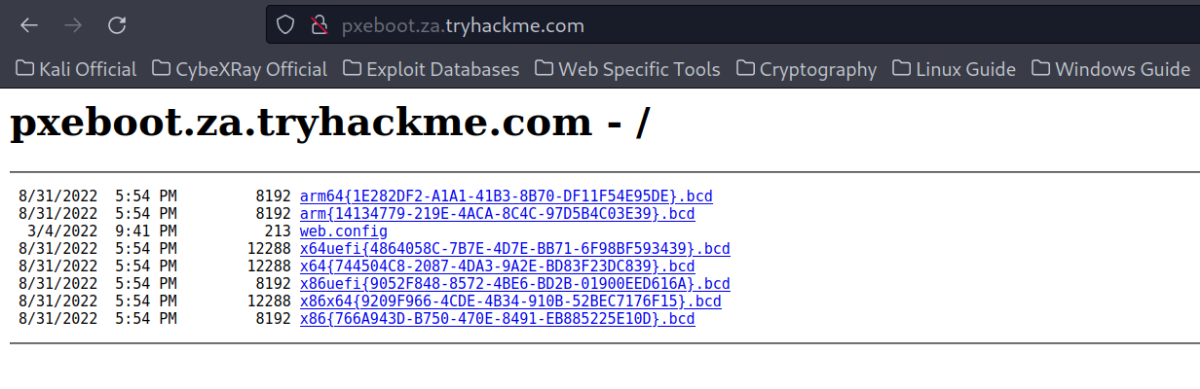 pxeboot.za.tryhackme.com
Kali Official CybeXRay Official Exploit Databases Web Specific Tools Cryptography Linux Guide Windows Guide
pxeboot.za.tryhackme.com - /
8/31/2022 5:54 PM 8192 arm64{1E282DF2-A1A1-41B3-8B70-DF11F54E95DE}.bcd
8/31/2022 5:54 PM 8192 arm{14134779-219E-4ACA-8C4C-97D5B4C03E39}.bcd
3/4/2022 9:41 PM 213 web.config
8/31/2022 5:54 PM 12288 x64uefi{4864058C-7B7E-4D7E-BB71-6F98BF593439}.bcd
8/31/2022 5:54 PM 12288 x64{744504C8-2087-4DA3-9A2E-BD83F23DC839}.bcd
8/31/2022 5:54 PM 8192 x86uefi{9052F848-8572-4BE6-BD2B-01900EED616A}.bcd
8/31/2022 5:54 PM 12288 x86x64{9209F966-4CDE-4B34-910B-52BEC7176F15}.bcd
8/31/2022 5:54 PM 8192 x86{766A943D-B750-470E-8491-EB885225E10D}.bcd